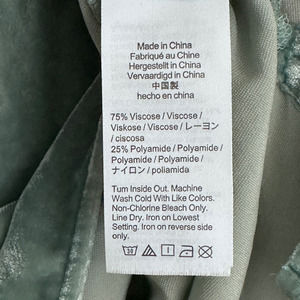 Made in China
Fabriqué au Chine
Hergestellt in China
Vervaardigd in China
中国製
hecho en china
75% Viscose / Viscose /
Viskose / Viscose / レーヨン
/ ciscosa
25% Polyamide / Polyamide
/ Polyamide / Polyamide /
ナイロン / poliamida
Turn Inside Out. Machine
Wash Cold With Like Colors.
Non-Chlorine Bleach Only.
Line Dry. Iron on Lowest
Setting. Iron on reverse side
only.